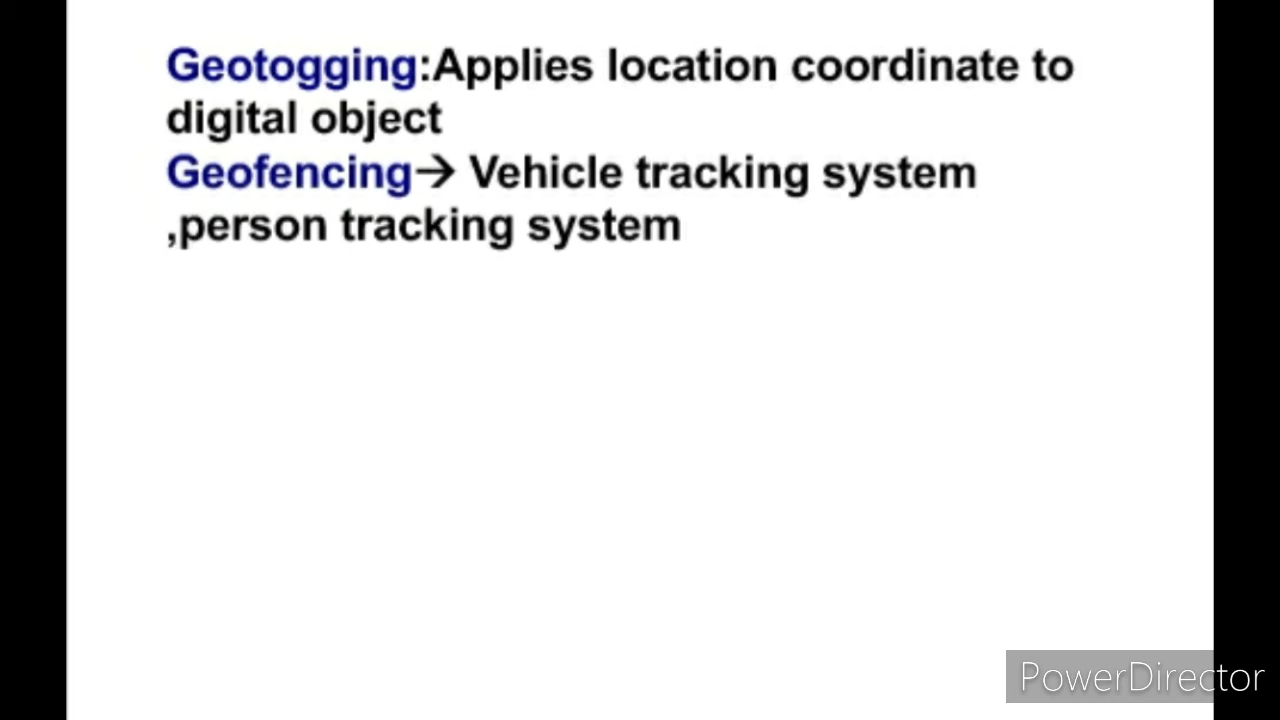 Geotogging:Applies location coordinate to
digital object
Geofencing→ Vehicle tracking system
,person tracking system
PowerDirector